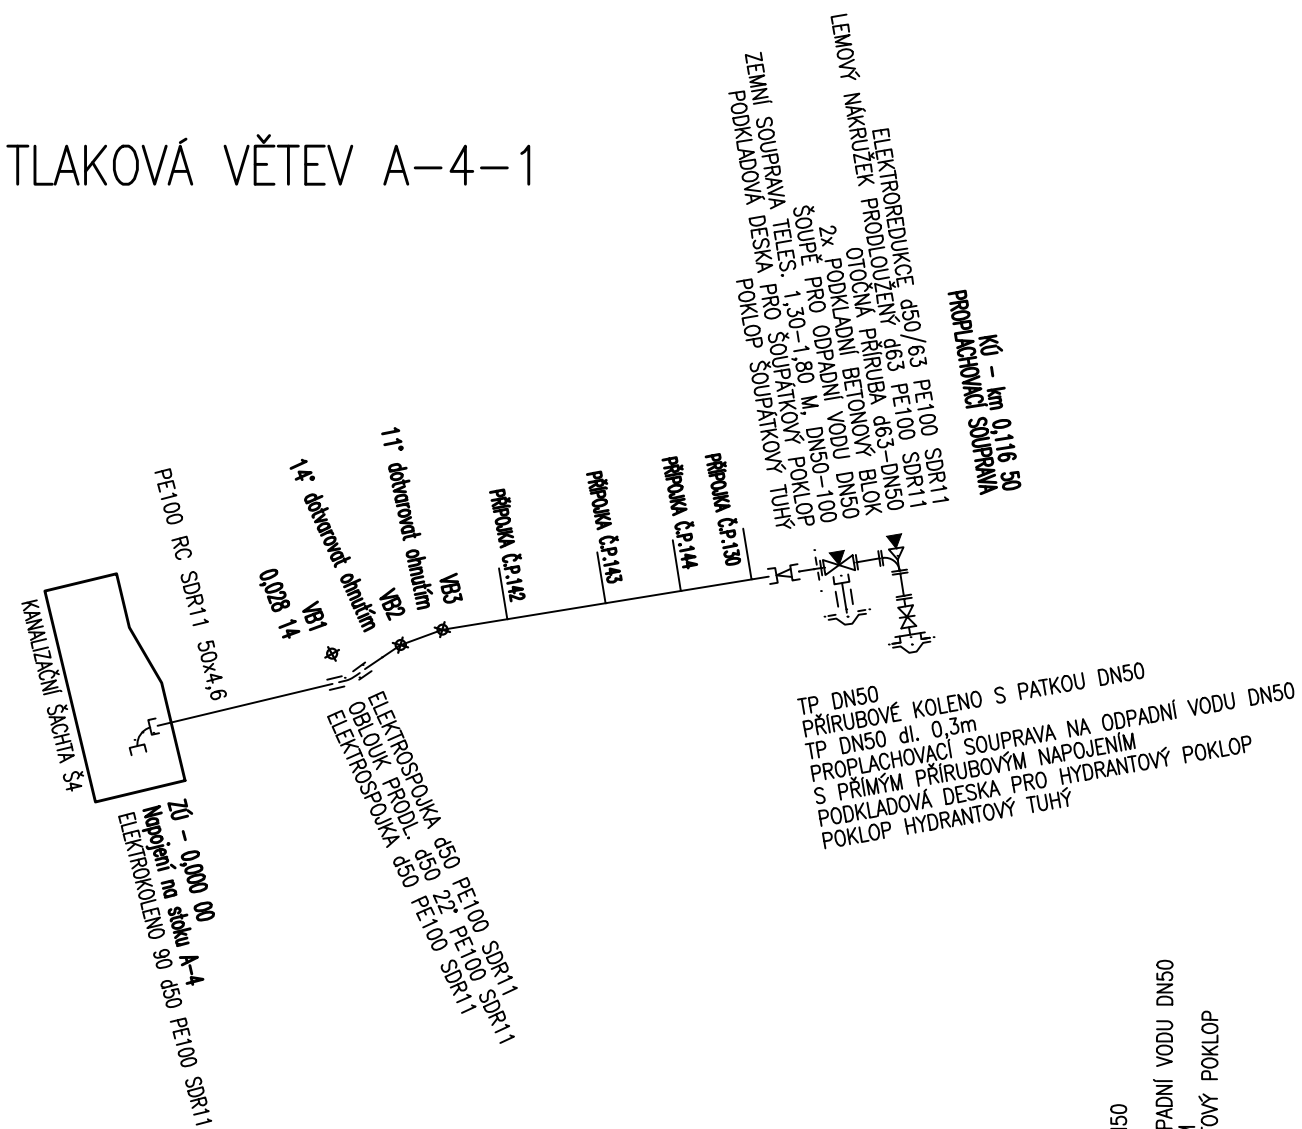 TLAKOVÁ VĚTEV A-4-1
LEMOVÝ NÁKRUŽEK PRODLOUŽENÝ d63 PE100 SDR11
ELEKTROREDUKCE d50/63 PE100 SDR11
OTOČNÁ PŘÍRUBA d63-DN50
2x PODKLADNÍ BETONOVÝ BLOK
ŠOUPĚ PRO ODPADNÍ VODU DN50
ZEMNÍ SOUPRAVA TELES. 1,30-1,80 M, DN50-100
PODKLADOVÁ DESKA PRO ŠOUPÁTKOVÝ POKLOP
POKLOP ŠOUPÁTKOVÝ TUHÝ
KÚ - km 0,116 50
PROPLACHOVACÍ SOUPRAVA
PŘÍPOJKA Č.P.130
PŘÍPOJKA Č.P.144
PŘÍPOJKA Č.P.143
PŘÍPOJKA Č.P.142
VB3
11° dotvarovat ohnutím
VB2
14° dotvarovat ohnutím
VB1
0,028 14
PE100 RC SDR11 50x4,6
KANALIZAČNÍ ŠACHTA Š4
ZÚ - 0,000 00
Napojení na stoku A-4
ELEKTROKOLENO 90 d50 PE100 SDR11
ELEKTROSPOJKA d50 PE100 SDR11
OBLOUK PRODL. d50 22° PE100 SDR11
ELEKTROSPOJKA d50 PE100 SDR11
TP DN50
PŘÍRUBOVÉ KOLENO S PATKOU DN50
TP DN50 dl. 0,3m
PROPLACHOVACÍ SOUPRAVA NA ODPADNÍ VODU DN50
S PŘÍMÝM PŘÍRUBOVÝM NAPOJENÍM
PODKLADOVÁ DESKA PRO HYDRANTOVÝ POKLOP
POKLOP HYDRANTOVÝ TUHÝ
N50
PADNÍ VODU DN50
M
TOVÝ POKLOP